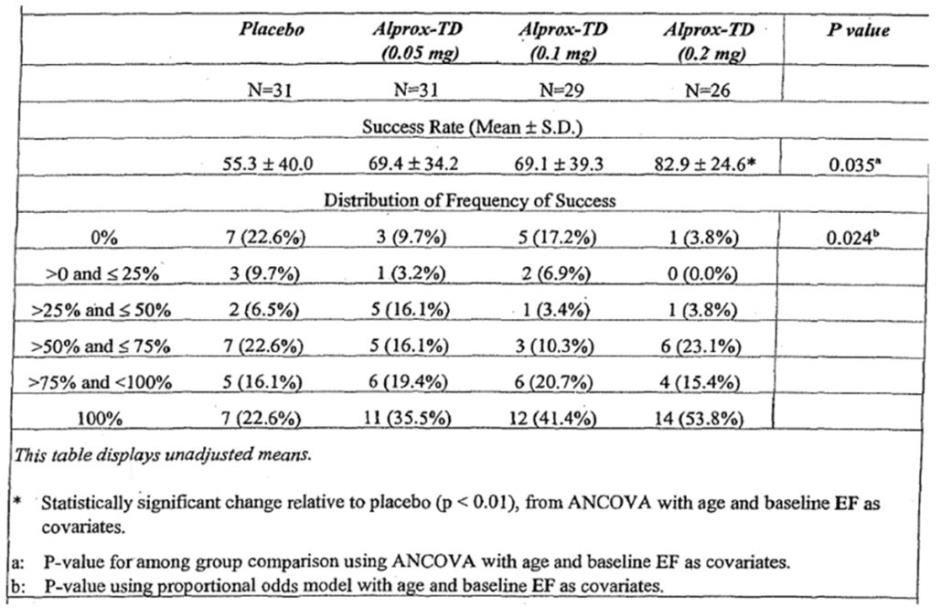 Placebo Alprox-TD (0.05 mg) Alprox-TD (0.1 mg) Alprox-TD (0.2 mg) P value
N=31 N=31 N=29 N=26
Success Rate (Mean ± S.D.)
55.3 ± 40.0 69.4 ± 34.2 69.1 ± 39.3 82.9 ± 24.6* 0.035ᵃ
Distribution of Frequency of Success
0% 7 (22.6%) 3 (9.7%) 5 (17.2%) 1 (3.8%) 0.024ᵇ
>0 and ≤ 25% 3 (9.7%) 1 (3.2%) 2 (6.9%) 0 (0.0%)
>25% and ≤ 50% 2 (6.5%) 5 (16.1%) 1 (3.4%) 1 (3.8%)
>50% and ≤ 75% 7 (22.6%) 5 (16.1%) 3 (10.3%) 6 (23.1%)
>75% and <100% 5 (16.1%) 6 (19.4%) 6 (20.7%) 4 (15.4%)
100% 7 (22.6%) 11 (35.5%) 12 (41.4%) 14 (53.8%)
This table displays unadjusted means.
* Statistically significant change relative to placebo (p < 0.01), from ANCOVA with age and baseline EF as
covariates.
a: P-value for among group comparison using ANCOVA with age and baseline EF as covariates.
b: P-value using proportional odds model with age and baseline EF as covariates.